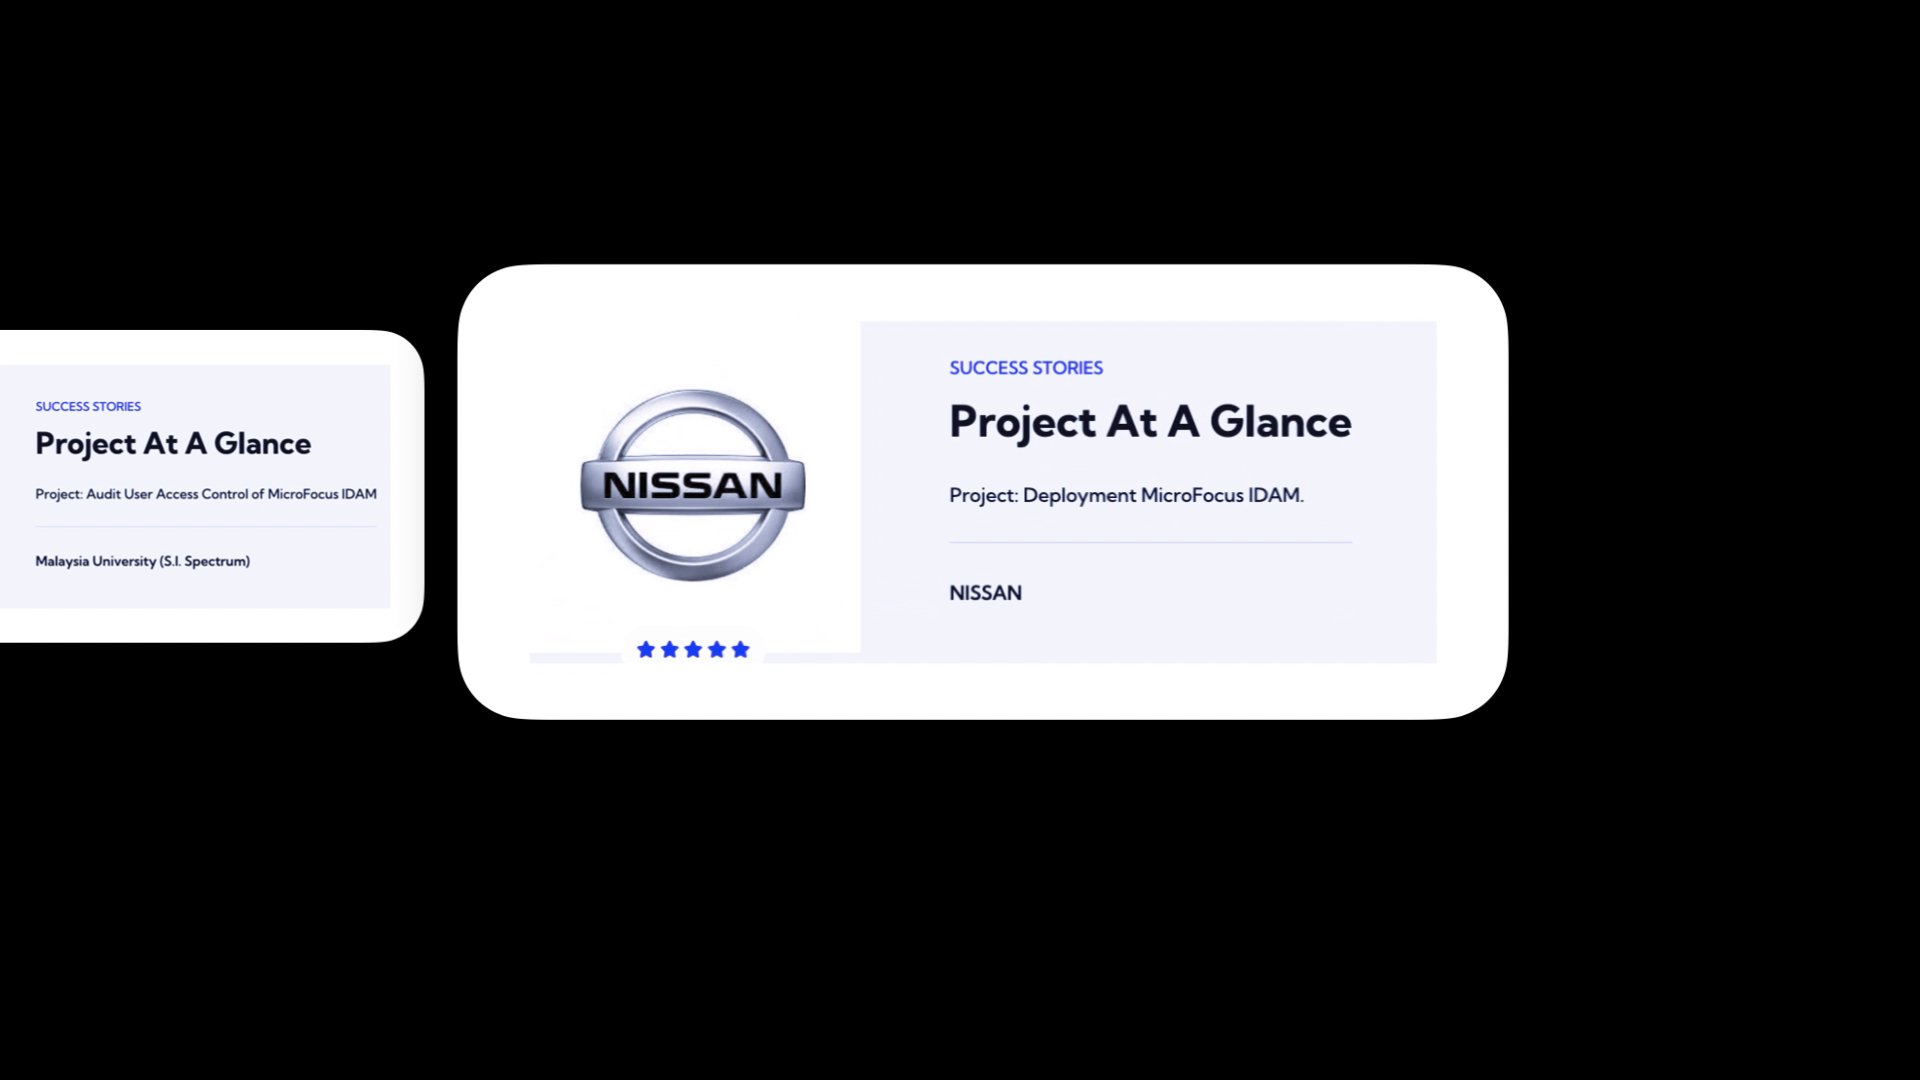 SUCCESS STORIES
Project At A Glance
Project: Audit User Access Control of MicroFocus IDAM
Malaysia University (S.I. Spectrum)
NISSAN
SUCCESS STORIES
Project At A Glance
Project: Deployment MicroFocus IDAM.
NISSAN